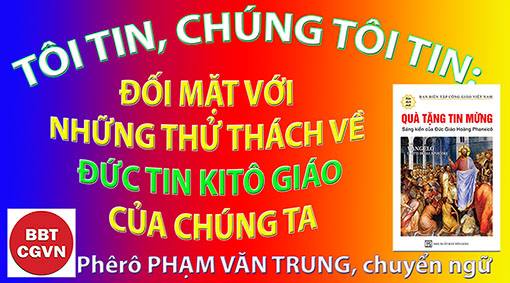 TÔI TIN, CHÚNG TÔI TIN:
ĐỐI MẶT VỚI
NHỮNG THỬ THÁCH VỀ
ĐỨC TIN KITÔ GIÁO
CỦA CHÚNG TA
BAN BIÊN TẬP CÔNG GIÁO VIỆT NAM
QUÀ TẶNG TIN MỪNG
Sáng kiến của Đức Giáo Hoàng Phanxicô
BBT
CGVN
Phêrô PHẠM VĂN TRUNG, chuyển ngữ